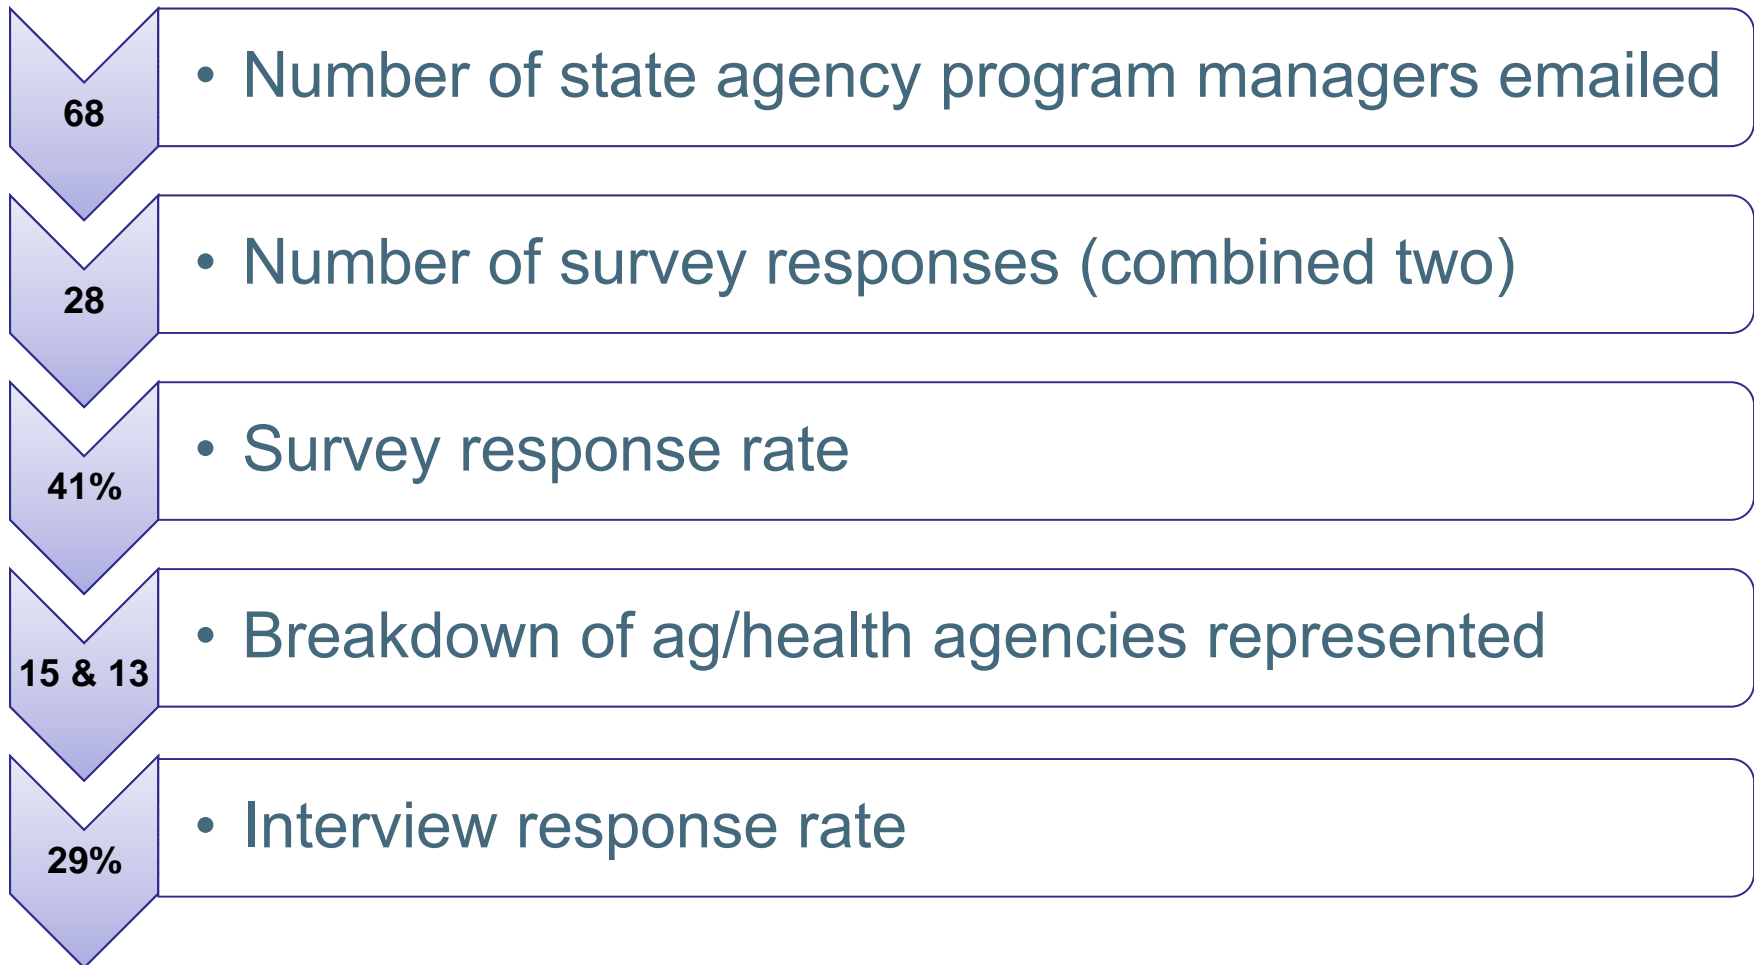 68
• Number of state agency program managers emailed
28
• Number of survey responses (combined two)
41%
• Survey response rate
15 & 13
• Breakdown of ag/health agencies represented
29%
• Interview response rate